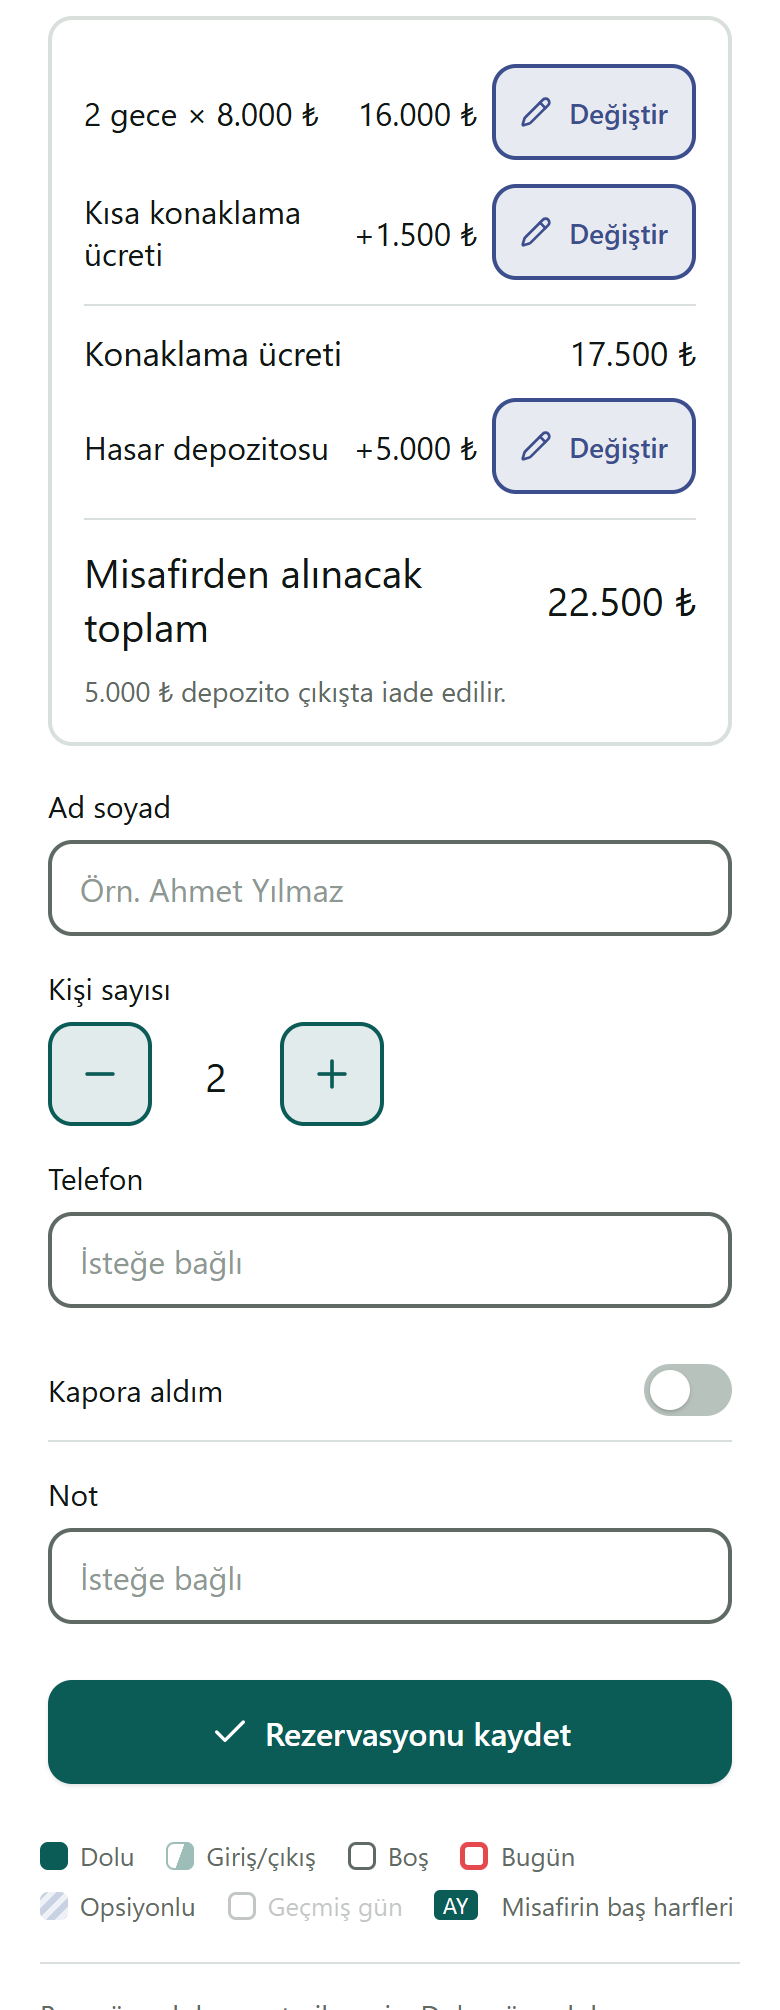 2 gece × 8.000 ₺ 16.000 ₺ Değiştir
Kısa konaklama
ücreti
+1.500 ₺ Değiştir
Konaklama ücreti 17.500 ₺
Hasar depozitosu +5.000 ₺ Değiştir
Misafirden alınacak
toplam
22.500 ₺
5.000 ₺ depozito çıkışta iade edilir.
Ad soyad
Örn. Ahmet Yılmaz
Kişi sayısı
2
Telefon
İsteğe bağlı
Kapora aldım
Not
İsteğe bağlı
Rezervasyonu kaydet
Dolu Giriş/çıkış Boş Bugün
Opsiyonlu Geçmiş gün AY Misafirin baş harfleri